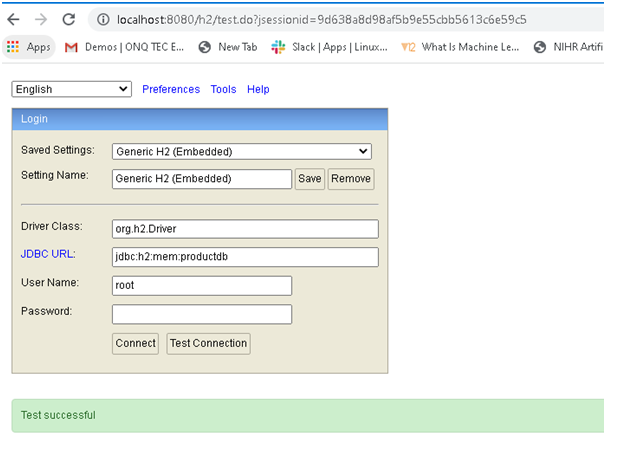 localhost:8080/h2/test.do?jsessionid=9d638a8d98af5b9e55cbb5613c6e59c5
Apps Demos | ONQ TEC E... New Tab Slack | Apps | Linux... V12 What Is Machine Le... NIHR Artifi
English Preferences Tools Help
Login
Saved Settings: Generic H2 (Embedded)
Setting Name: Generic H2 (Embedded) Save Remove
Driver Class: org.h2.Driver
JDBC URL: jdbc:h2:mem:productdb
User Name: root
Password:
Connect Test Connection
Test successful